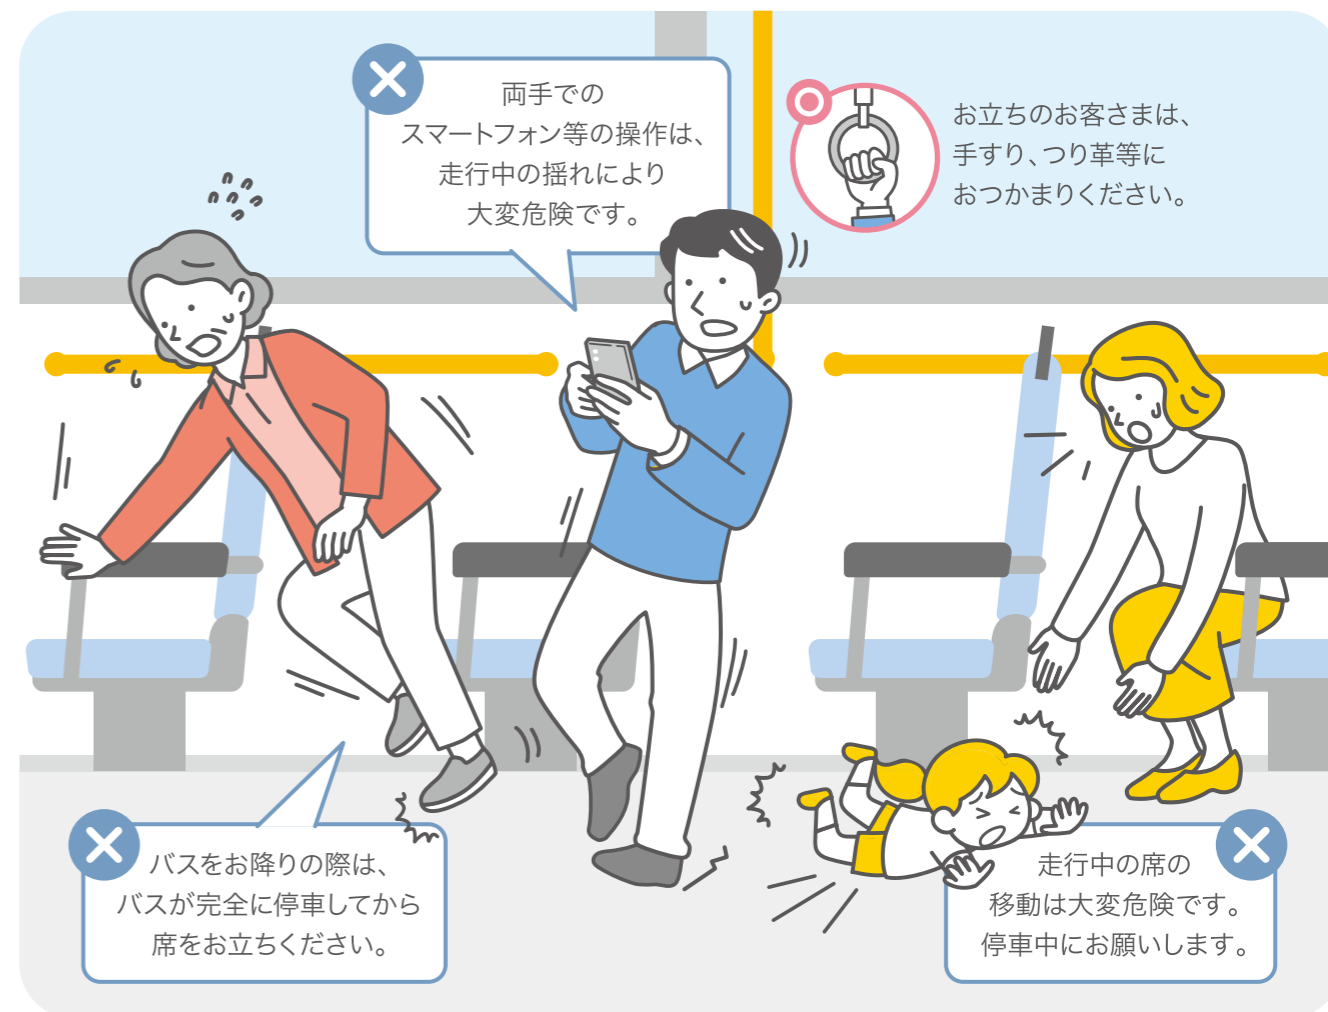 両手での
スマートフォン等の操作は、
走行中の揺れにより
大変危険です。
お立ちのお客さまは、
手すり、つり革等に
おつかまりください。
バスをお降りの際は、
バスが完全に停車してから
席をお立ちください。
走行中の席の
移動は大変危険です。
停車中にお願いします。